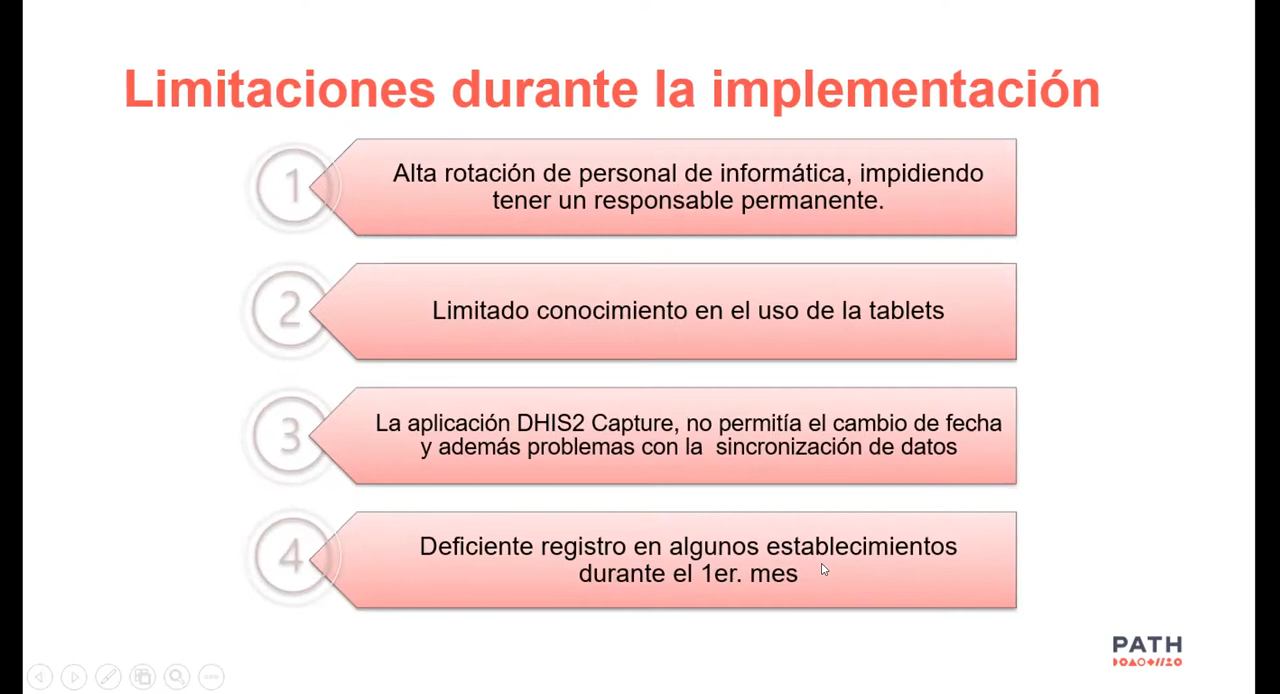 Limitaciones durante la implementación
1
Alta rotación de personal de informática, impidiendo
tener un responsable permanente.
2
Limitado conocimiento en el uso de la tablets
3
La aplicación DHIS2 Capture, no permitía el cambio de fecha
y además problemas con la  sincronización de datos
4
Deficiente registro en algunos establecimientos
durante el 1er. mes
PATH